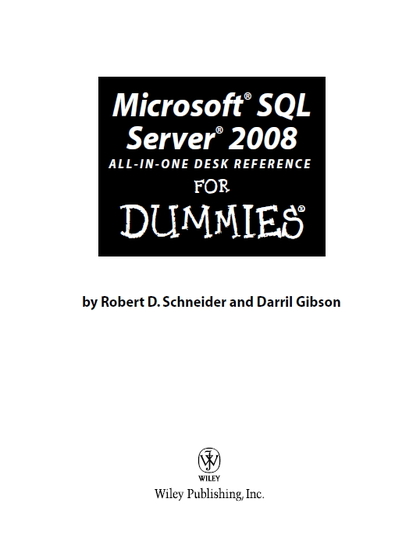 Microsoft® SQL
Server® 2008
ALL-IN-ONE DESK REFERENCE
FOR
DUMMIES®
by Robert D. Schneider and Darril Gibson
WILEY
Wiley Publishing, Inc.